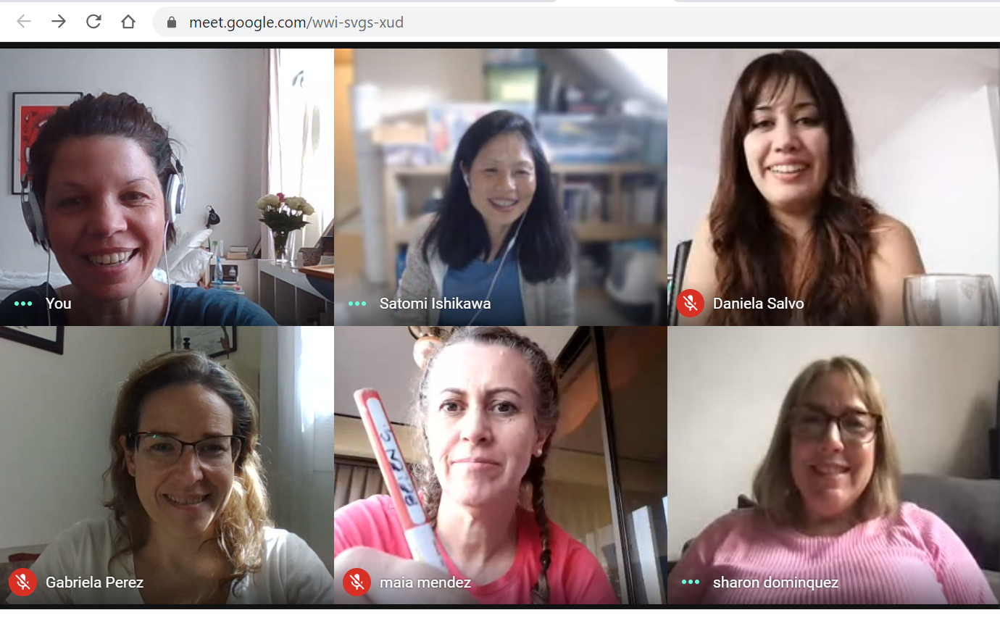 meet.google.com/wwi-svgs-xud
You
Satomi Ishikawa
Daniela Salvo
Gabriela Perez
maia mendez
sharon dominquez